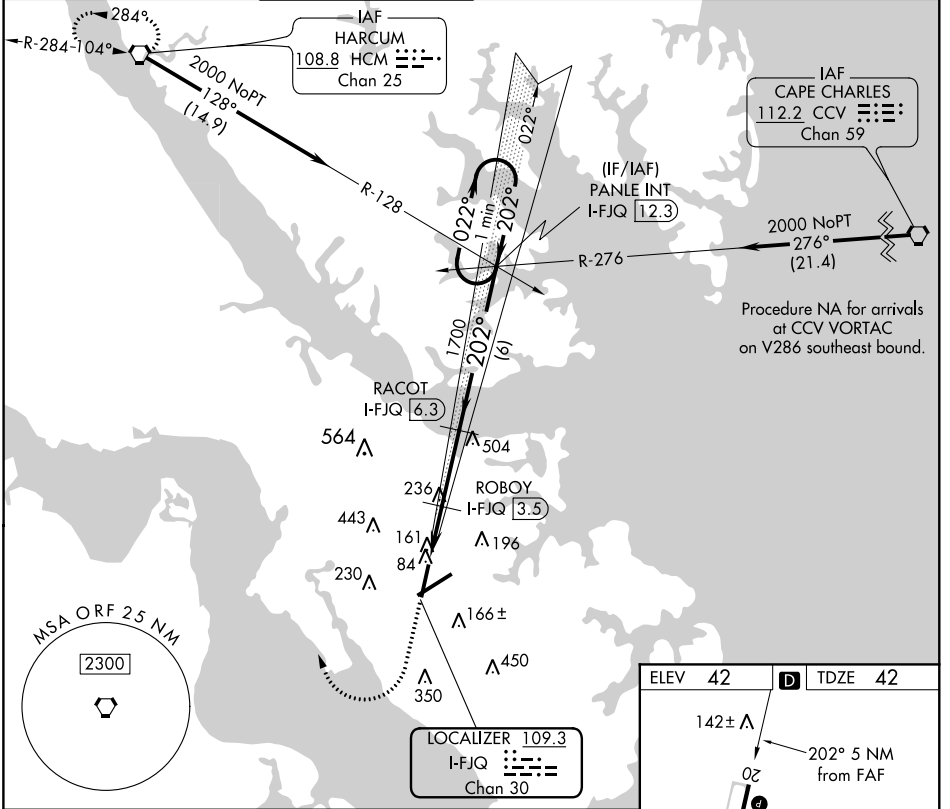 284°
R-284-104°
IAF
HARCUM
108.8 HCM
Chan 25
2000 NoPT
128°
(14.9)
R-128
022°
IAF
CAPE CHARLES
112.2 CCV
Chan 59
(IF/IAF)
PANLE INT
I-FJQ 12.3
022°
1 min
202°
2000 NoPT
276°
(21.4)
R-276
Procedure NA for arrivals
at CCV VORTAC
on V286 southeast bound.
1700
202°
(6)
RACOT
I-FJQ 6.3
564
504
236
ROBOY
I-FJQ 3.5
443
161
196
84
230
166±
450
350
MSA ORF 25 NM
2300
LOCALIZER 109.3
I-FJQ
Chan 30
ELEV 42 D TDZE 42
142±
202° 5 NM
from FAF
20
P